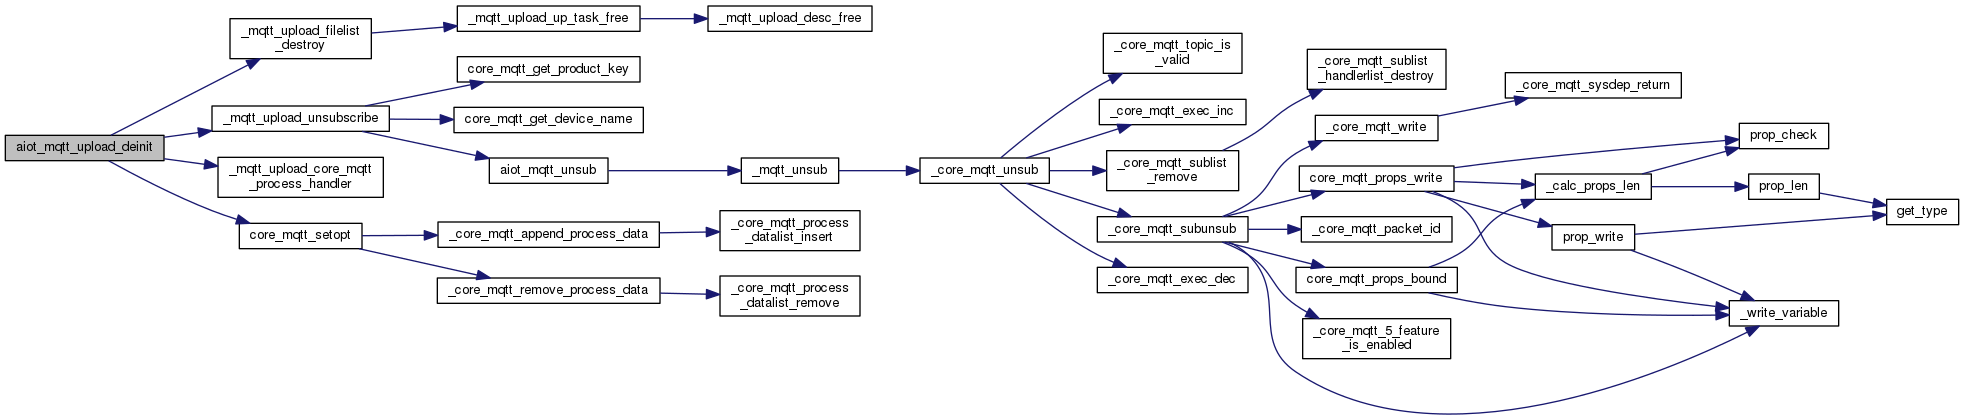 aiot_mqtt_upload_deinit
_mqtt_upload_filelist
_destroy
_mqtt_upload_unsubscribe
_mqtt_upload_core_mqtt
_process_handler
core_mqtt_setopt
_mqtt_upload_up_task_free
core_mqtt_get_product_key
core_mqtt_get_device_name
aiot_mqtt_unsub
_core_mqtt_append_process_data
_core_mqtt_remove_process_data
_mqtt_upload_desc_free
_mqtt_unsub
_core_mqtt_process
_datalist_insert
_core_mqtt_process
_datalist_remove
_core_mqtt_unsub
_core_mqtt_topic_is
_valid
_core_mqtt_exec_inc
_core_mqtt_sublist
_remove
_core_mqtt_subunsub
_core_mqtt_exec_dec
_core_mqtt_sublist
_handlerlist_destroy
_core_mqtt_write
core_mqtt_props_write
_core_mqtt_packet_id
core_mqtt_props_bound
_core_mqtt_5_feature
_is_enabled
_core_mqtt_sysdep_return
_calc_props_len
prop_write
prop_check
prop_len
_write_variable
get_type